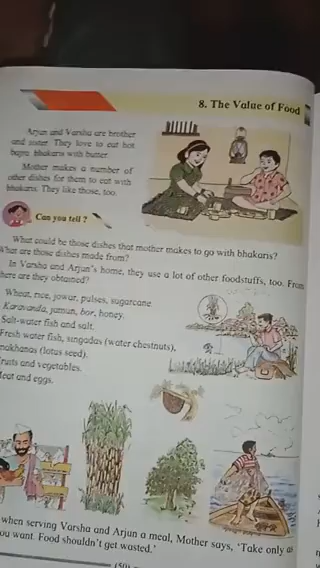 8. The Value of Food
Arjun and Varsha are brother
and sister. They love to eat hot
bajra bhakaris with butter.
Mother makes a number of
other dishes for them to eat with
bhakaris. They like those, too.
Can you tell ?
What could be those dishes that mother makes to go with bhakaris?
What are those dishes made from?
In Varsha and Arjun's home, they use a lot of other foodstuffs, too. From
where are they obtained?
Wheat, rice, jowar, pulses, sugarcane
Karavanda, jamun, bor, honey.
Salt-water fish and salt.
Fresh water fish, singadas (water chestnuts),
makhanas (lotus seed).
Fruits and vegetables.
Meat and eggs.
when serving Varsha and Arjun a meal, Mother says, 'Take only as
you want. Food shouldn't get wasted.'
(50)